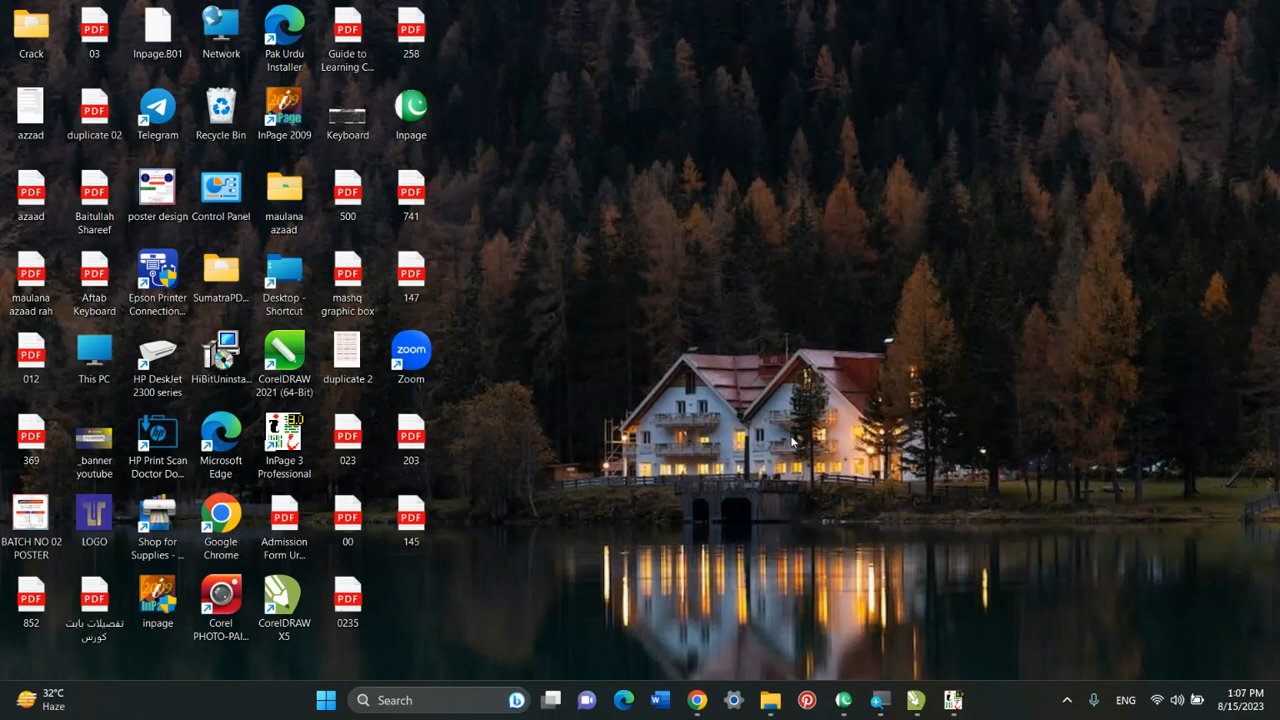 Crack
03
Inpage.B01
Network
Pak Urdu
Installer
Guide to
Learning C...
258
azzad
duplicate 02
Telegram
Recycle Bin
InPage 2009
Keyboard
Inpage
azaad
Baitullah
Shareef
poster design
Control Panel
maulana
azaad
500
741
maulana
azaad rah
Aftab
Keyboard
Epson Printer
Connection...
SumatraPD...
Desktop -
Shortcut
mashq
graphic box
147
012
This PC
HP DeskJet
2300 series
HiBitUninsta...
CorelDRAW
2021 (64-Bit)
duplicate 2
zoom
Zoom
369
_banner
youtube
HP Print Scan
Doctor Do...
Microsoft
Edge
InPage 3
Professional
023
203
BATCH NO 02
POSTER
LOGO
Shop for
Supplies - ...
Google
Chrome
Admission
Form Ur...
00
145
852
تفصیلات بابت
کورس
inpage
Corel
PHOTO-PAI...
CorelDRAW
X5
0235
32°C
Haze
Search
ENG
1:07 PM
8/15/2023